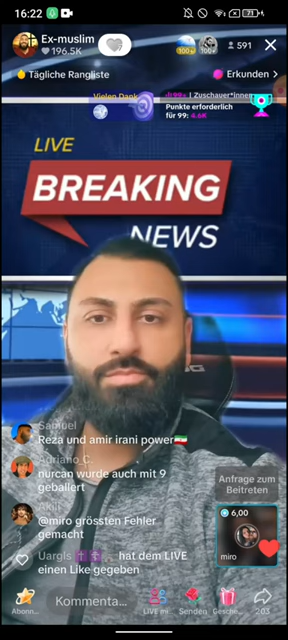 16:22
Ex-muslim
196.5K
591
Tägliche Rangliste
Erkunden >
Vielen Dank
| Zuschauer*innen
Punkte erforderlich
für 99: 4.6K
LIVE
BREAKING
NEWS
Samuel
Reza und amir irani power
Adriano_C.
nurcan wurde auch mit 9
geballert
Akili
@miro grössten Fehler
gemacht
Uargls
hat dem LIVE
einen Like gegeben
Anfrage zum
Beitreten
6,00
miro
Abonn...
Kommenta...
LIVE mi...
Senden
Gesche...
203